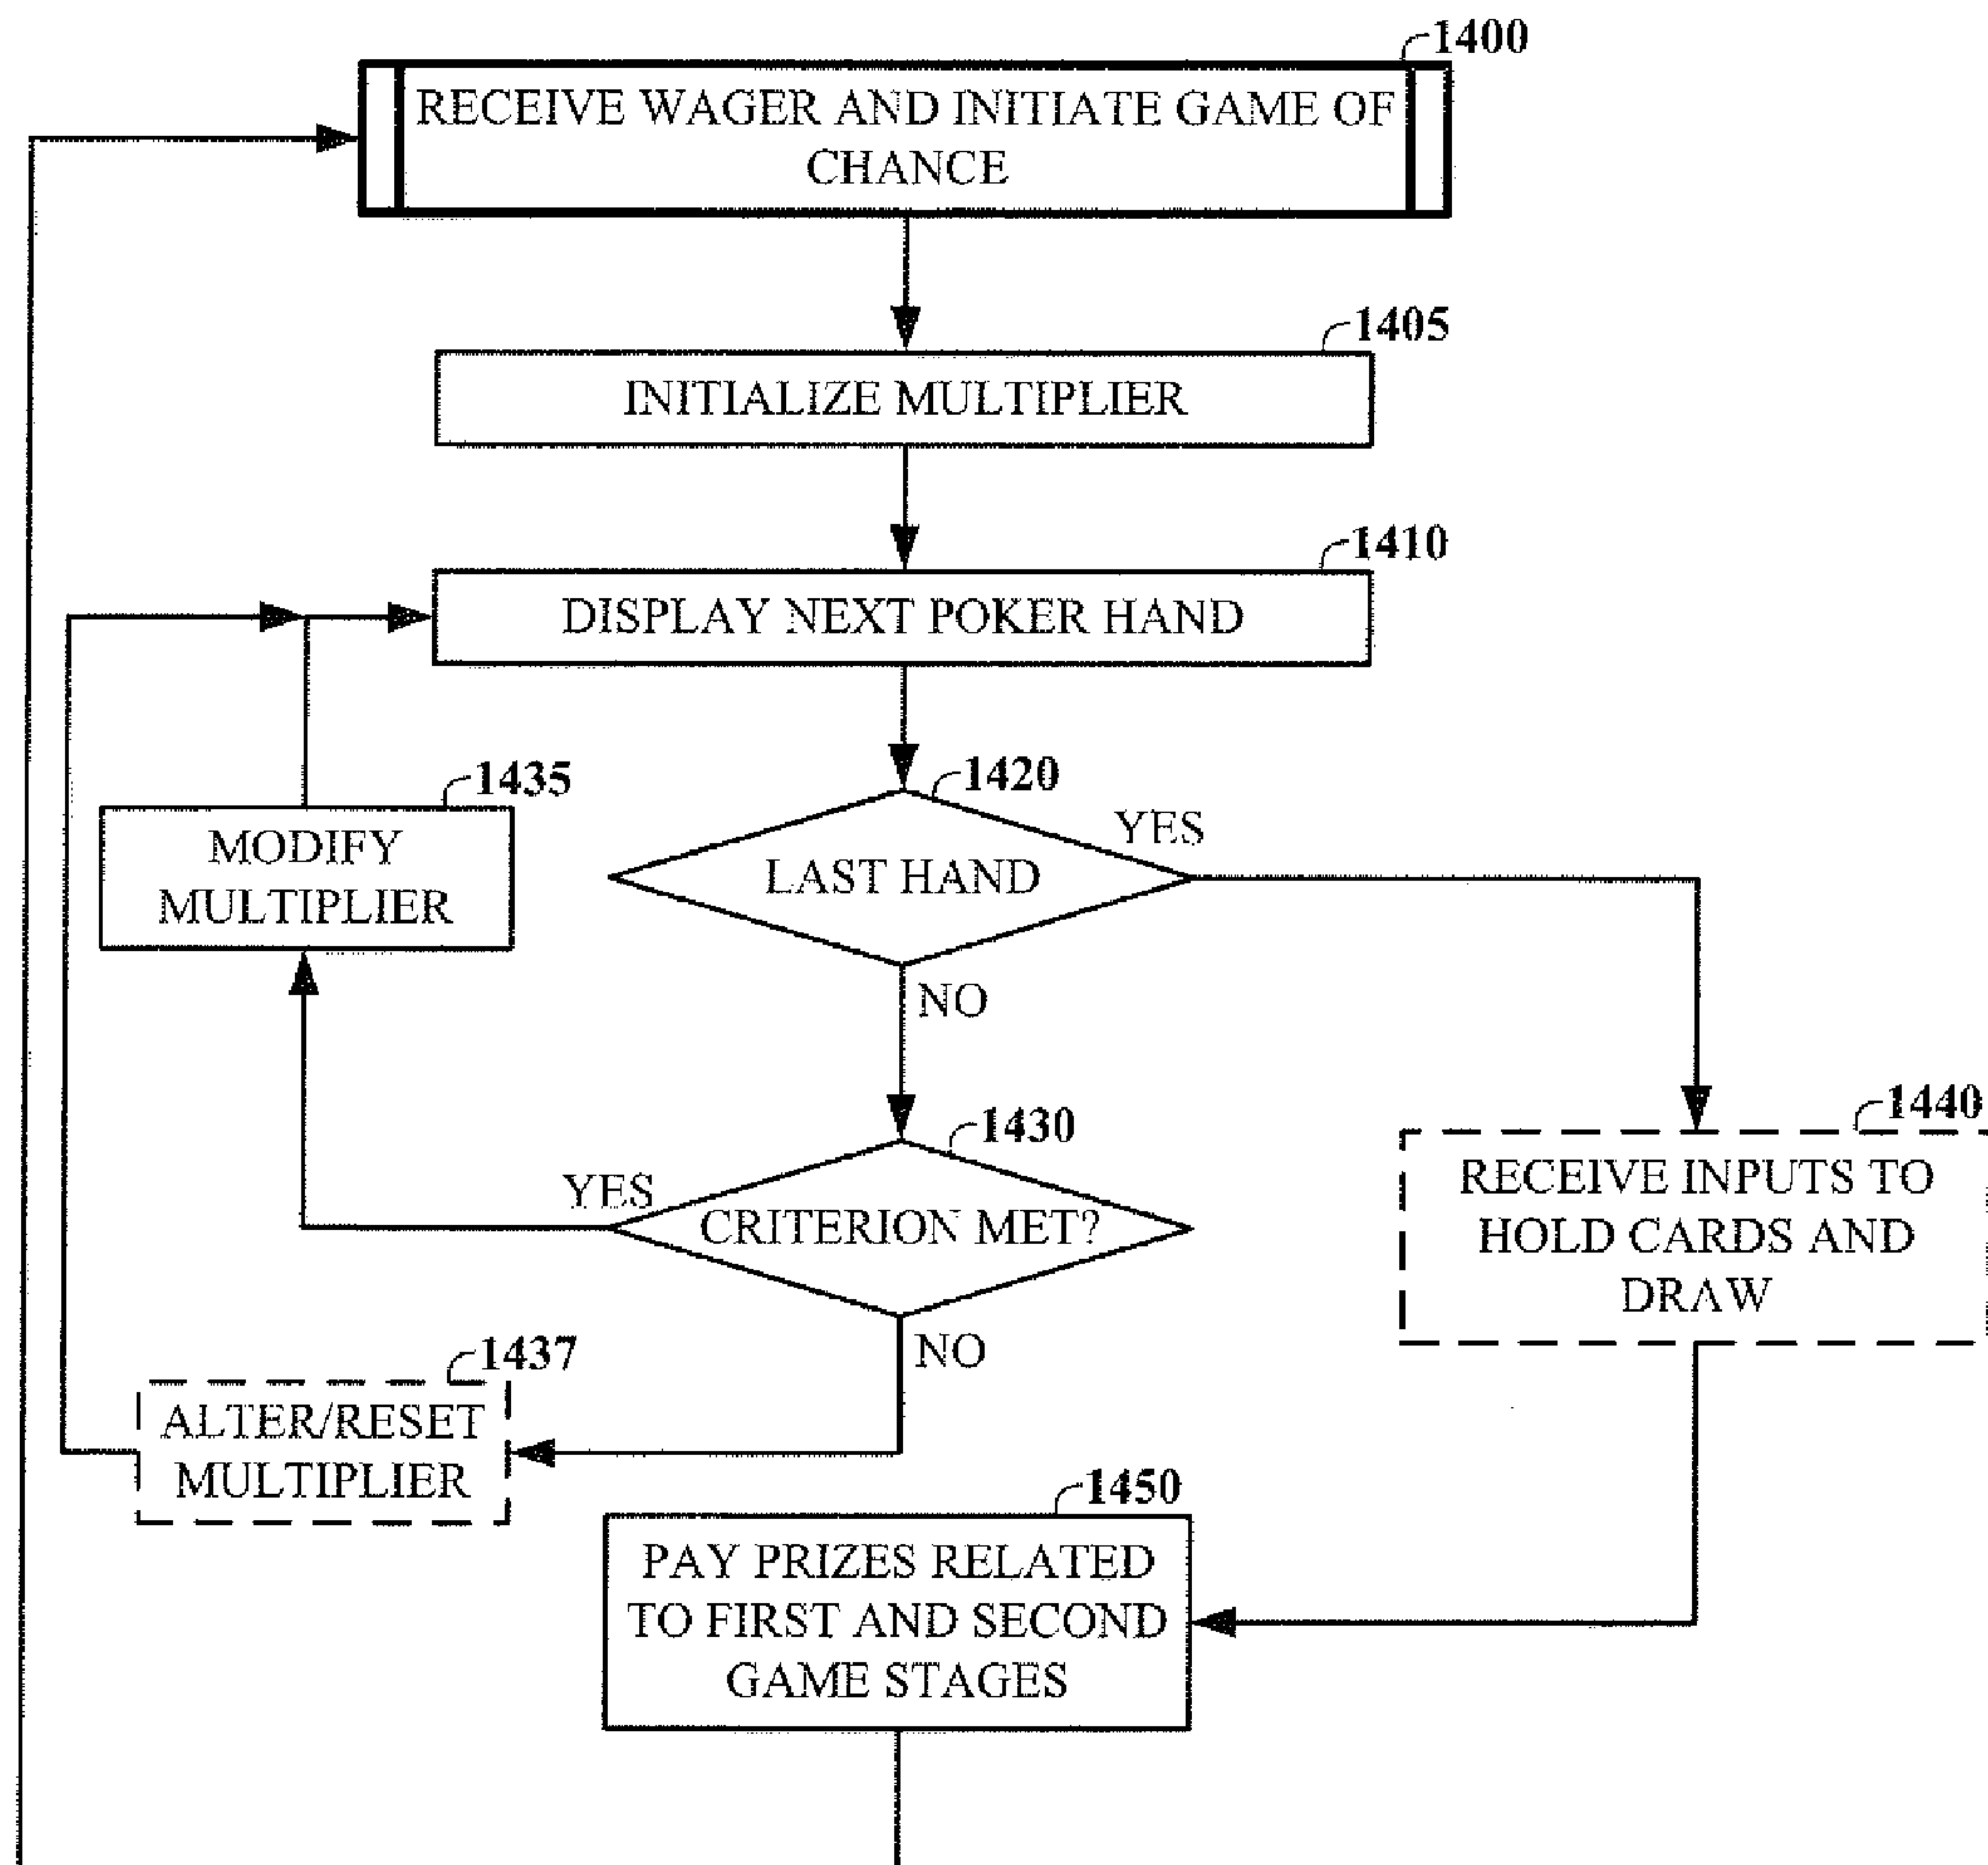 1400
RECEIVE WAGER AND INITIATE GAME OF
CHANCE
1405
INITIALIZE MULTIPLIER
1410
DISPLAY NEXT POKER HAND
1420
YES
LAST HAND
NO
1435
MODIFY
MULTIPLIER
1430
YES
CRITERION MET?
NO
1437
ALTER/RESET
MULTIPLIER
1440
RECEIVE INPUTS TO
HOLD CARDS AND
DRAW
1450
PAY PRIZES RELATED
TO FIRST AND SECOND
GAME STAGES